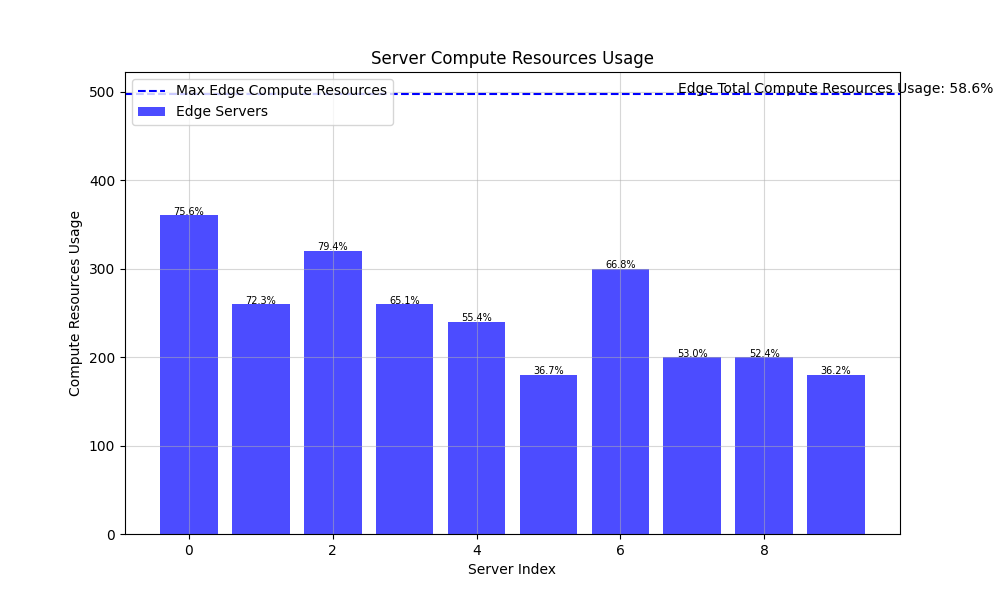 Server Compute Resources Usage
Max Edge Compute Resources
Edge Servers
Edge Total Compute Resources Usage: 58.6%
Compute Resources Usage
500
400
300
200
100
0
75.6%
72.3%
79.4%
65.1%
55.4%
36.7%
66.8%
53.0%
52.4%
36.2%
0 2 4 6 8
Server Index